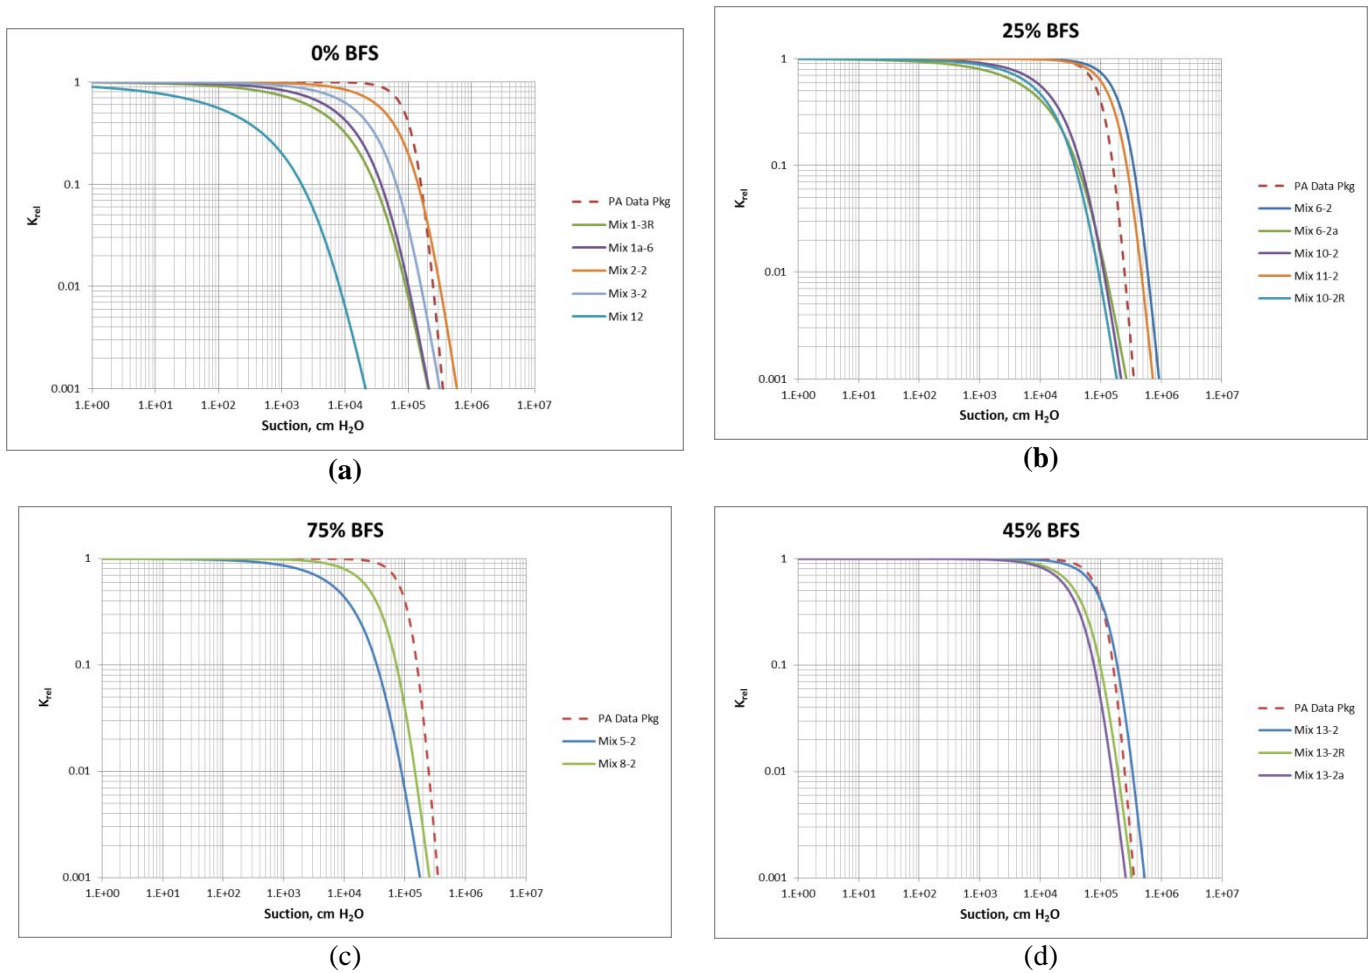 0% BFS
1
0.1
0.01
0.001
K_rel
1.E+00 1.E+01 1.E+02 1.E+03 1.E+04 1.E+05 1.E+06 1.E+07
Suction, cm H₂O
PA Data Pkg
Mix 1-3R
Mix 1a-6
Mix 2-2
Mix 3-2
Mix 12
(a)
25% BFS
1
0.1
0.01
0.001
K_rel
1.E+00 1.E+01 1.E+02 1.E+03 1.E+04 1.E+05 1.E+06 1.E+07
Suction, cm H₂O
PA Data Pkg
Mix 6-2
Mix 6-2a
Mix 10-2
Mix 11-2
Mix 10-2R
(b)
75% BFS
1
0.1
0.01
0.001
K_rel
1.E+00 1.E+01 1.E+02 1.E+03 1.E+04 1.E+05 1.E+06 1.E+07
Suction, cm H₂O
PA Data Pkg
Mix 5-2
Mix 8-2
(c)
45% BFS
1
0.1
0.01
0.001
K_rel
1.E+00 1.E+01 1.E+02 1.E+03 1.E+04 1.E+05 1.E+06 1.E+07
Suction, cm H₂O
PA Data Pkg
Mix 13-2
Mix 13-2R
Mix 13-2a
(d)